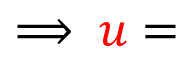 ⟹ u =